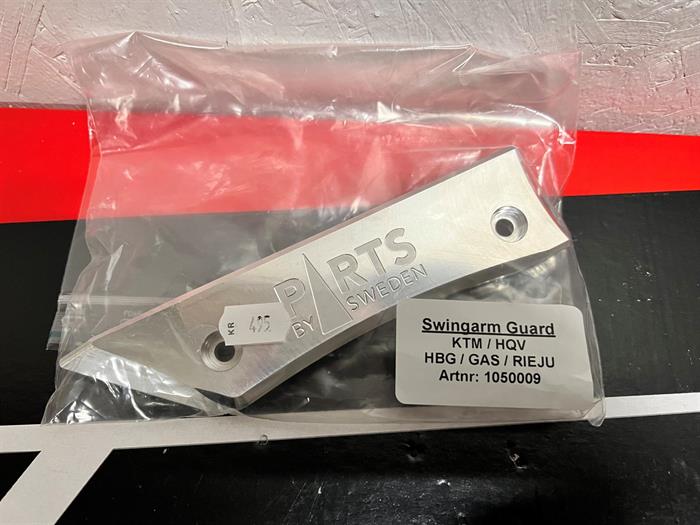 PARTS
BY SWEDEN
KR 495
Swingarm Guard
KTM / HQV
HBG / GAS / RIEJU
Artnr: 1050009